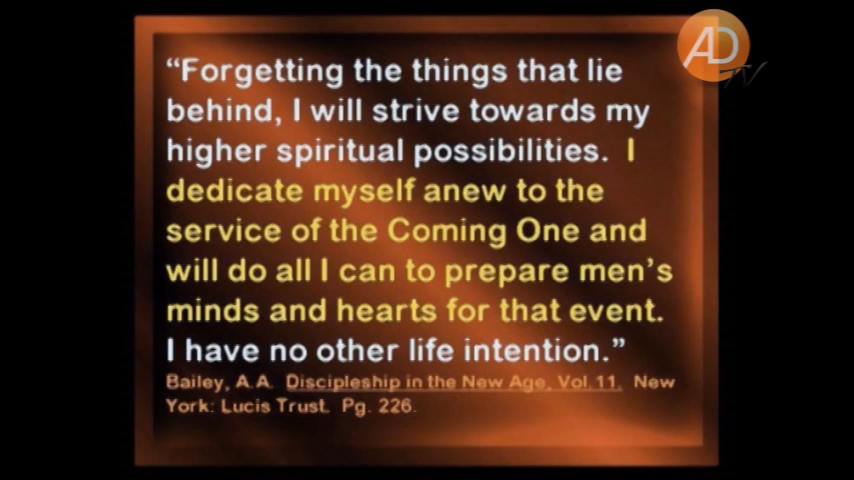 AD
TV
“Forgetting the things that lie
behind, I will strive towards my
higher spiritual possibilities. I
dedicate myself anew to the
service of the Coming One and
will do all I can to prepare men’s
minds and hearts for that event.
I have no other life intention.”
Bailey, A.A. Discipleship in the New Age, Vol.11. New
York: Lucis Trust. Pg. 226.